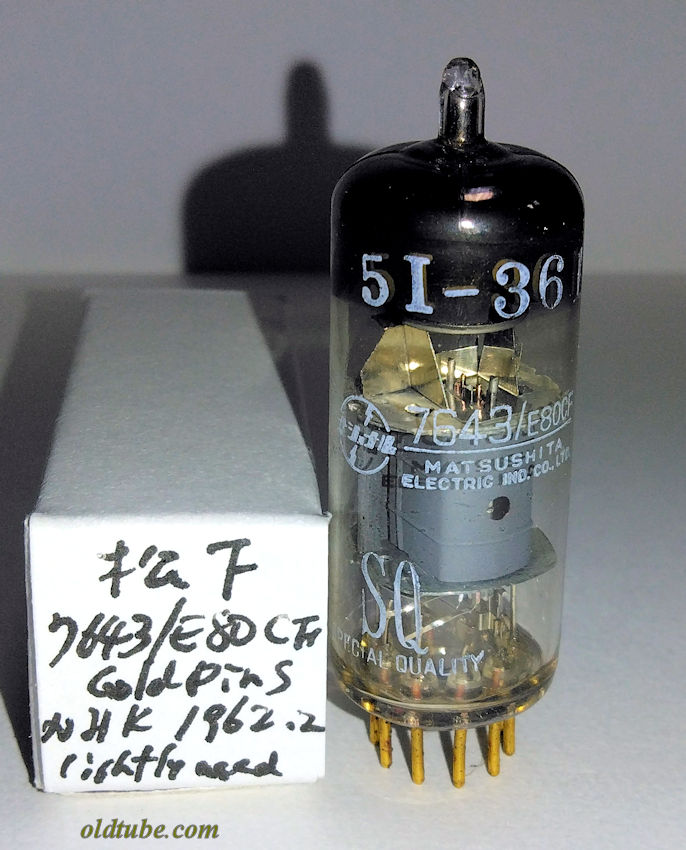 5I-36
7643/E80CF
MATSUSHITA
ELECTRIC IND. CO., LTD.
SQ
SPECIAL QUALITY
松下
7643/E80CF
Gold Pins
NHK 1962.2
lightly used
oldtube.com